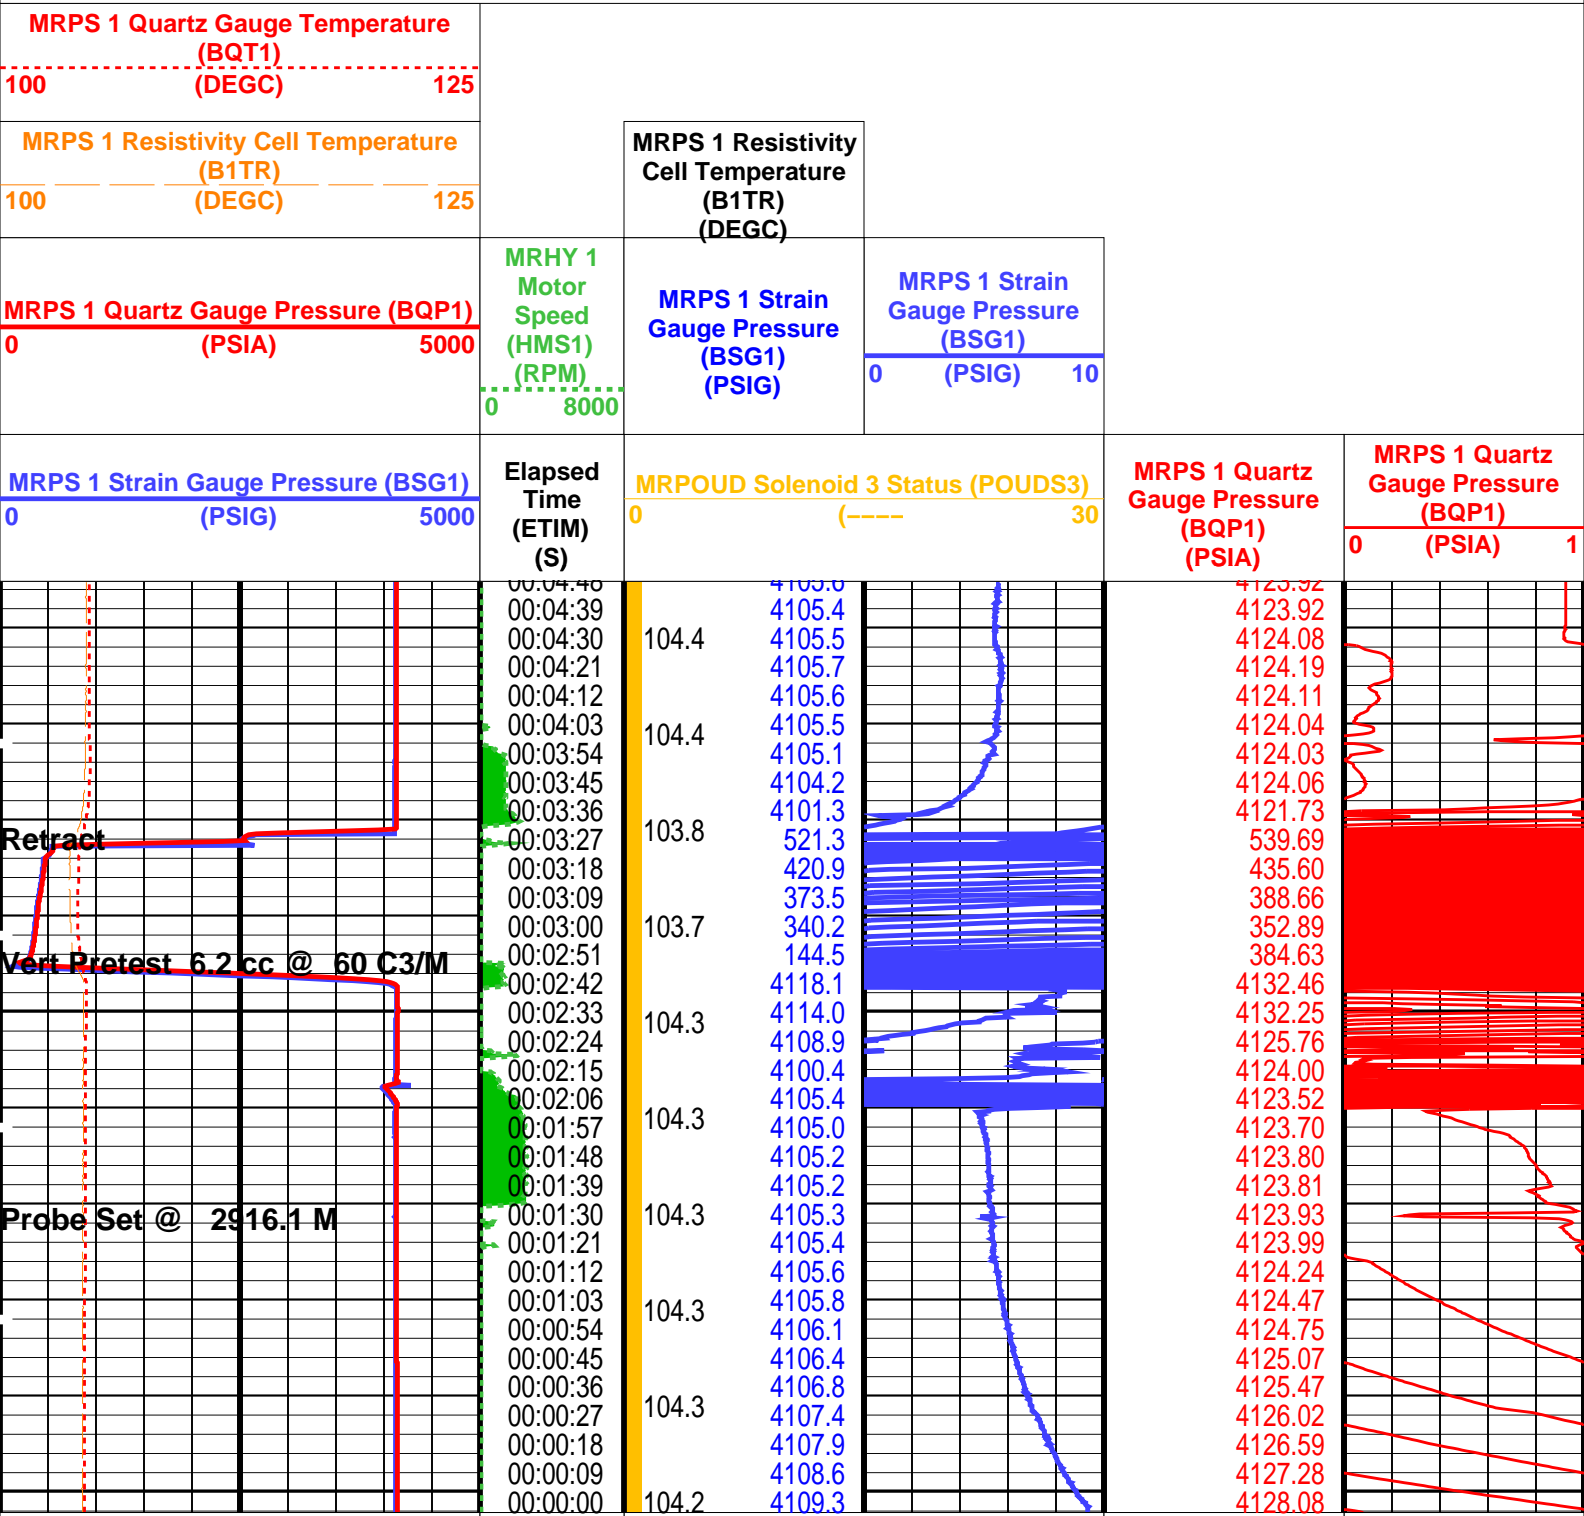 MRPS 1 Quartz Gauge Temperature
(BQT1)
100 (DEGC) 125
MRPS 1 Resistivity Cell Temperature
(B1TR)
100 (DEGC) 125
MRPS 1 Resistivity
Cell Temperature
(B1TR)
(DEGC)
MRPS 1 Quartz Gauge Pressure (BQP1)
0 (PSIA) 5000
MRHY 1
Motor
Speed
(HMS1)
(RPM)
0 8000
MRPS 1 Strain
Gauge Pressure
(BSG1)
(PSIG)
MRPS 1 Strain
Gauge Pressure
(BSG1)
0 (PSIG) 10
MRPS 1 Strain Gauge Pressure (BSG1)
0 (PSIG) 5000
Elapsed
Time
(ETIM)
(S)
MRPOUD Solenoid 3 Status (POUDS3)
0 (---- 30
MRPS 1 Quartz
Gauge Pressure
(BQP1)
(PSIA)
MRPS 1 Quartz
Gauge Pressure
(BQP1)
0 (PSIA) 1
00:04:48 4105.6 4123.92
00:04:39 4105.4 4123.92
00:04:30 104.4 4105.5 4124.08
00:04:21 4105.7 4124.19
00:04:12 4105.6 4124.11
00:04:03 104.4 4105.5 4124.04
00:03:54 4105.1 4124.03
00:03:45 4104.2 4124.06
00:03:36 4101.3 4121.73
Retract 00:03:27 103.8 521.3 539.69
00:03:18 420.9 435.60
00:03:09 373.5 388.66
00:03:00 103.7 340.2 352.89
Vert Pretest 6.2 cc @ 60 C3/M 00:02:51 144.5 384.63
00:02:42 4118.1 4132.46
00:02:33 104.3 4114.0 4132.25
00:02:24 4108.9 4125.76
00:02:15 4100.4 4124.00
00:02:06 4105.4 4123.52
00:01:57 104.3 4105.0 4123.70
00:01:48 4105.2 4123.80
00:01:39 4105.2 4123.81
Probe Set @ 2916.1 M 00:01:30 104.3 4105.3 4123.93
00:01:21 4105.4 4123.99
00:01:12 4105.6 4124.24
00:01:03 104.3 4105.8 4124.47
00:00:54 4106.1 4124.75
00:00:45 4106.4 4125.07
00:00:36 4106.8 4125.47
00:00:27 104.3 4107.4 4126.02
00:00:18 4107.9 4126.59
00:00:09 4108.6 4127.28
00:00:00 104.2 4109.3 4128.08